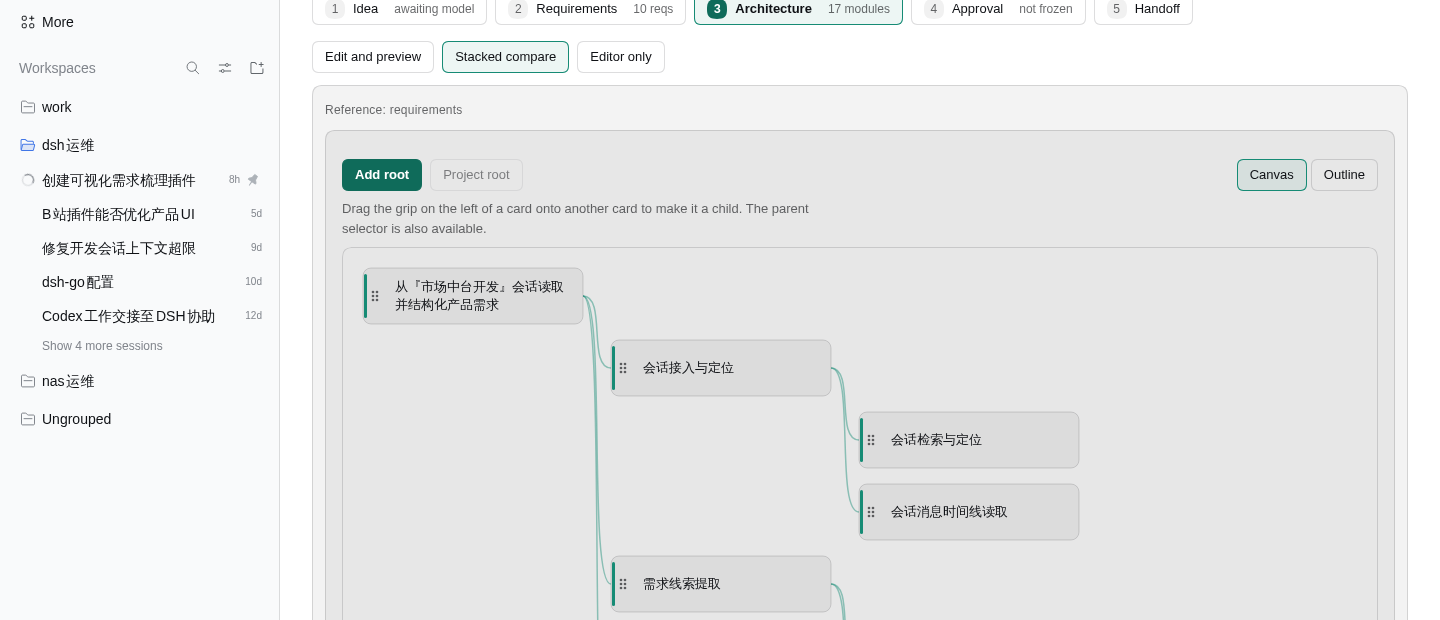 More
Workspaces
work
dsh运维
创建可视化需求梳理插件 8h
B站插件能否优化产品UI 5d
修复开发会话上下文超限 9d
dsh-go配置 10d
Codex工作交接至DSH协助 12d
Show 4 more sessions
nas运维
Ungrouped
1 Idea awaiting model
2 Requirements 10 reqs
3 Architecture 17 modules
4 Approval not frozen
5 Handoff
Edit and preview
Stacked compare
Editor only
Reference: requirements
Add root
Project root
Canvas
Outline
Drag the grip on the left of a card onto another card to make it a child. The parent
selector is also available.
从『市场中台开发』会话读取
并结构化产品需求
会话接入与定位
会话检索与定位
会话消息时间线读取
需求线索提取